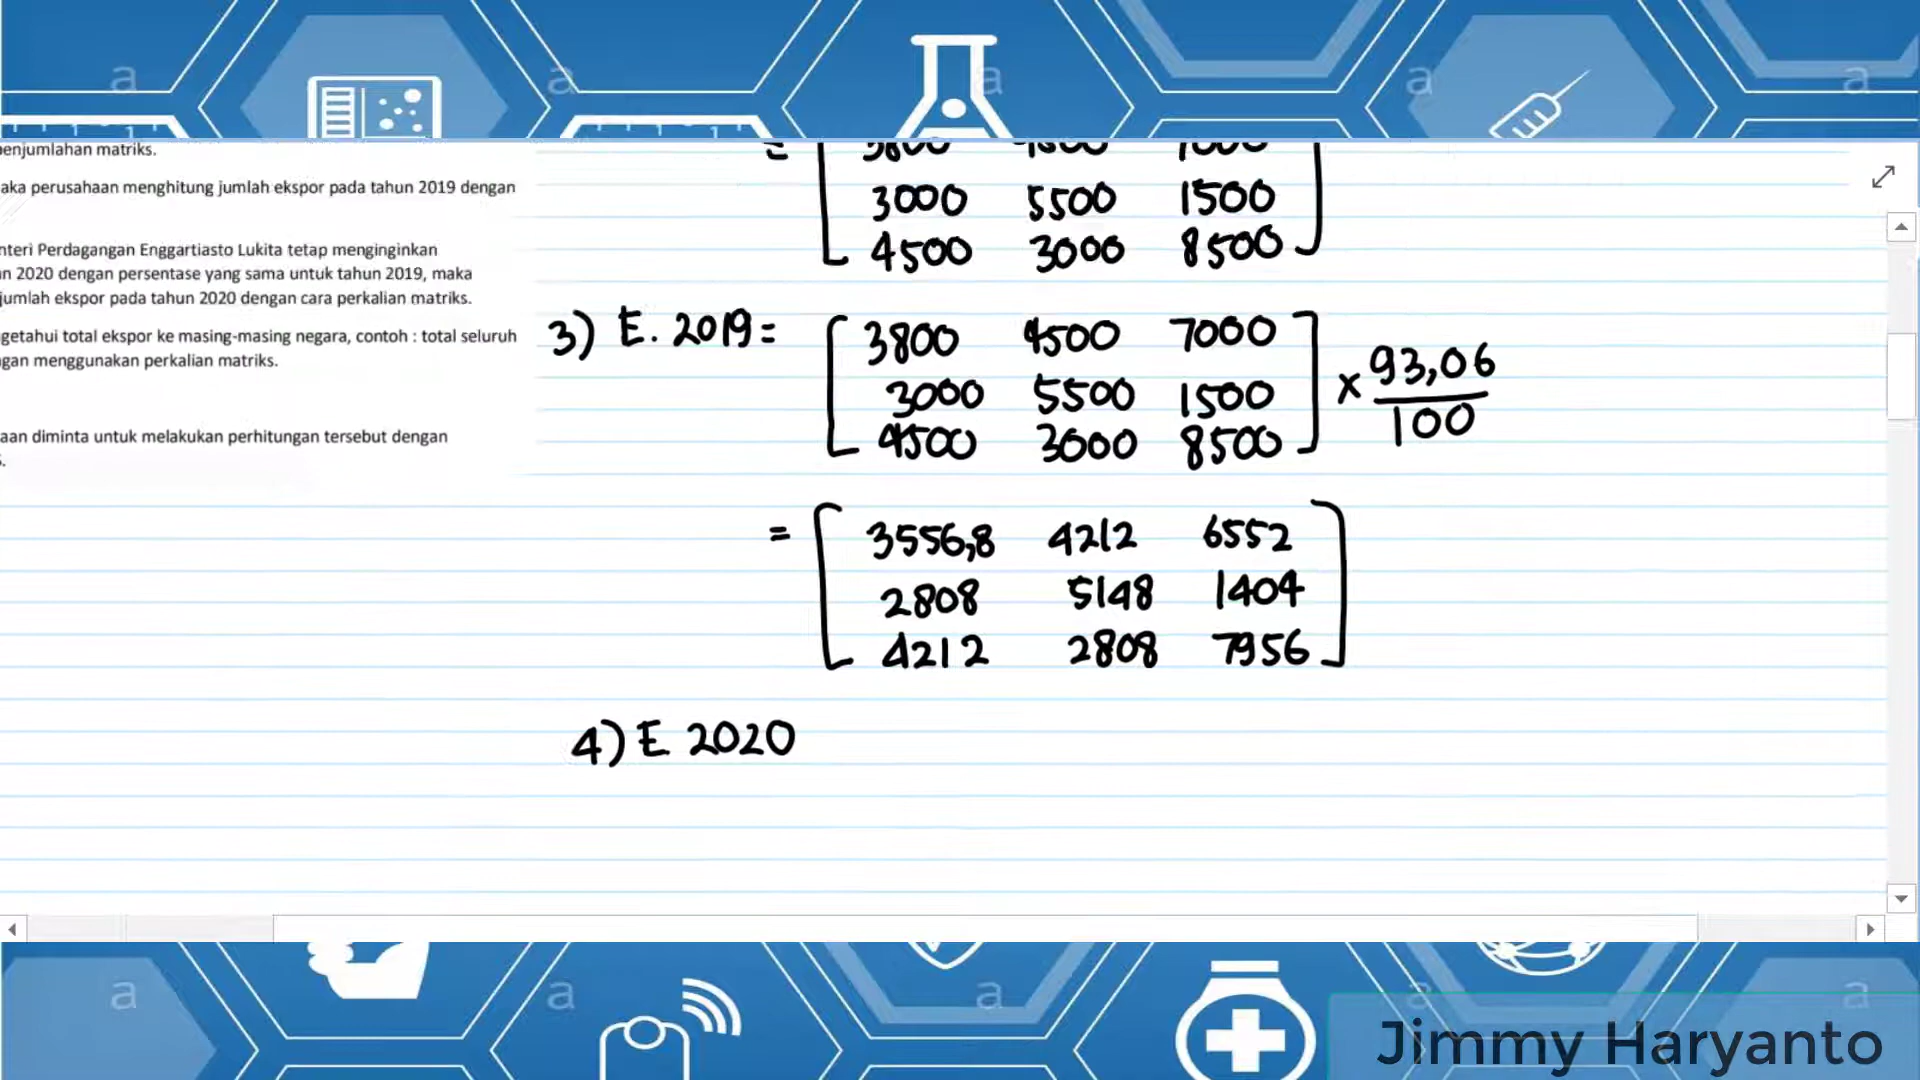 penjumlahan matriks.
aka perusahaan menghitung jumlah ekspor pada tahun 2019 dengan
nteri Perdagangan Enggartiasto Lukita tetap menginginkan
n 2020 dengan persentase yang sama untuk tahun 2019, maka
jumlah ekspor pada tahun 2020 dengan cara perkalian matriks.
getahui total ekspor ke masing-masing negara, contoh : total seluruh
gan menggunakan perkalian matriks.
aan diminta untuk melakukan perhitungan tersebut dengan
= 3800 4500 7000
3000 5500 1500
4500 3000 8500
3) E. 2019 = 3800 4500 7000
3000 5500 1500 × 93,06
4500 3000 8500 100
= 3556,8 4212 6552
2808 5148 1404
4212 2808 7956
4) E 2020
Jimmy Haryanto